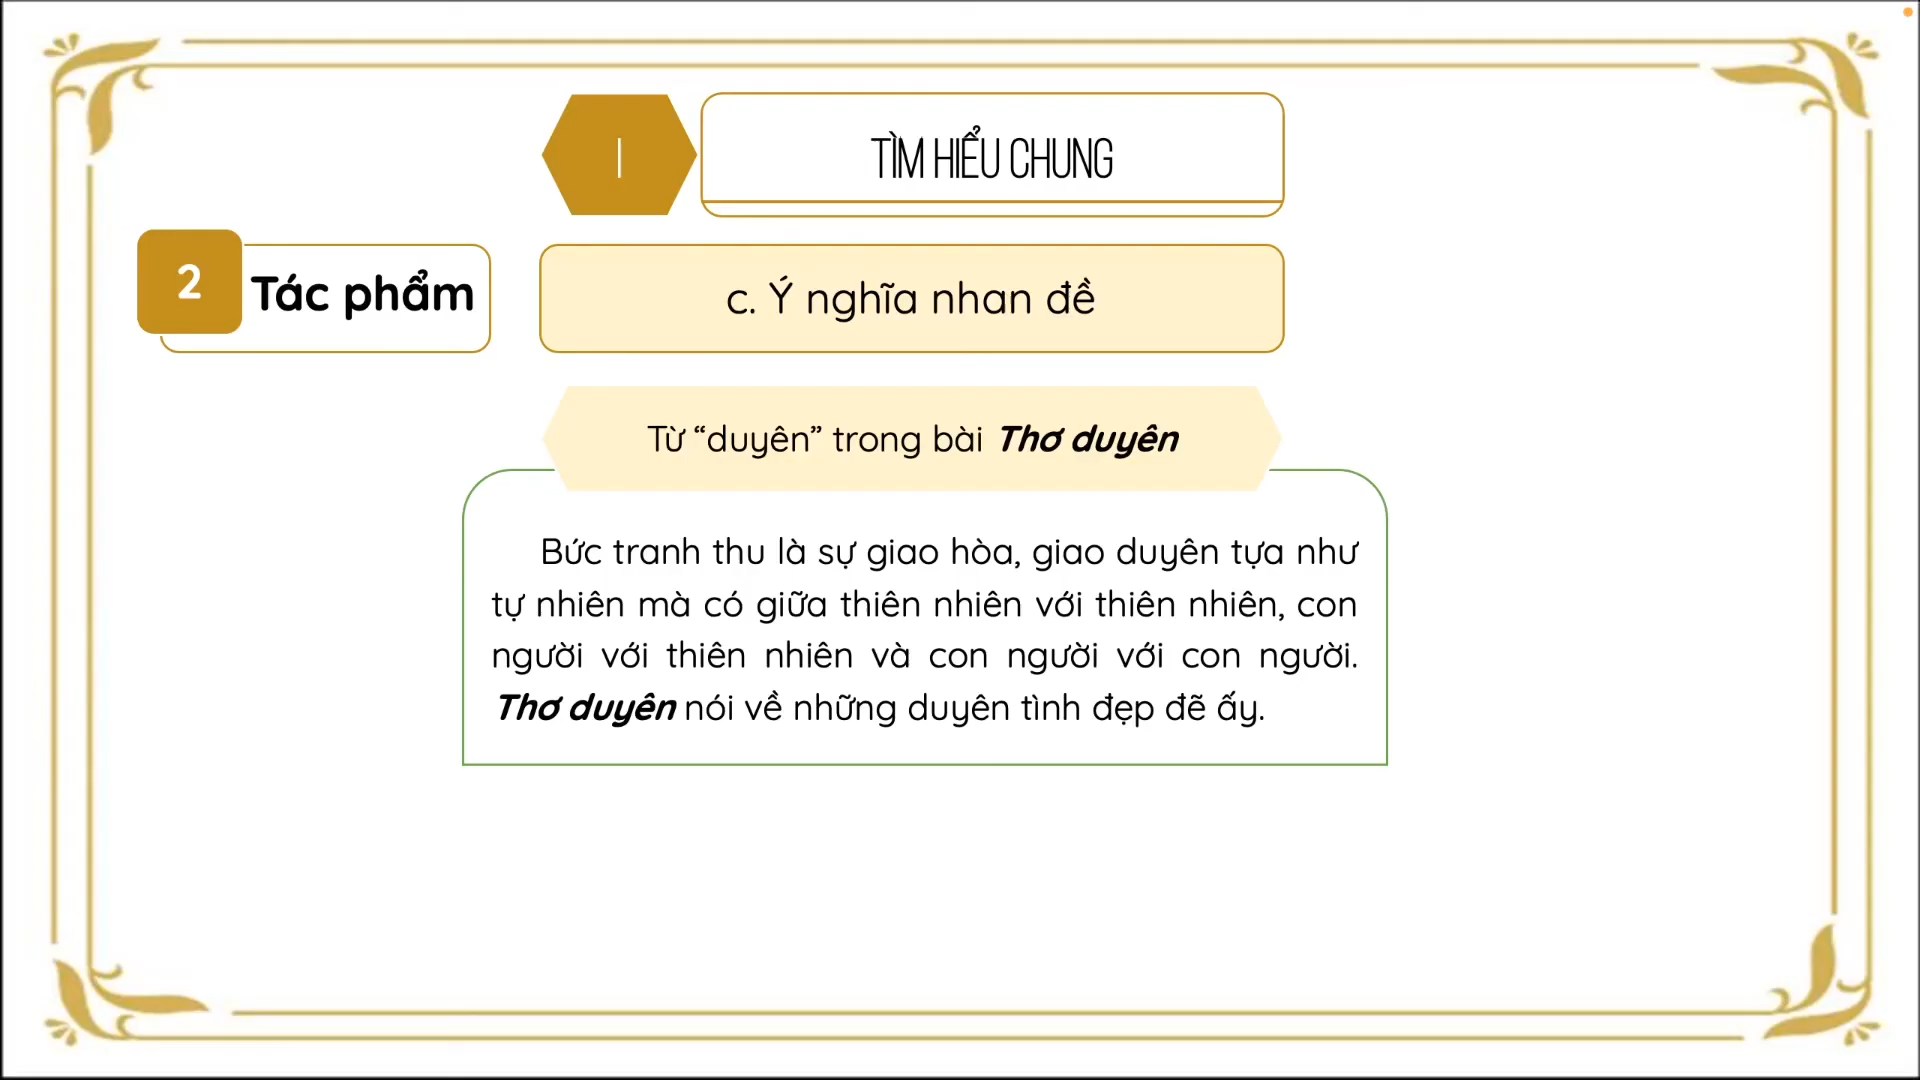 I
TÌM HIỂU CHUNG
2
Tác phẩm
c. Ý nghĩa nhan đề
Từ “duyên” trong bài Thơ duyên
Bức tranh thu là sự giao hòa, giao duyên tựa như
tự nhiên mà có giữa thiên nhiên với thiên nhiên, con
người với thiên nhiên và con người với con người.
Thơ duyên nói về những duyên tình đẹp đẽ ấy.